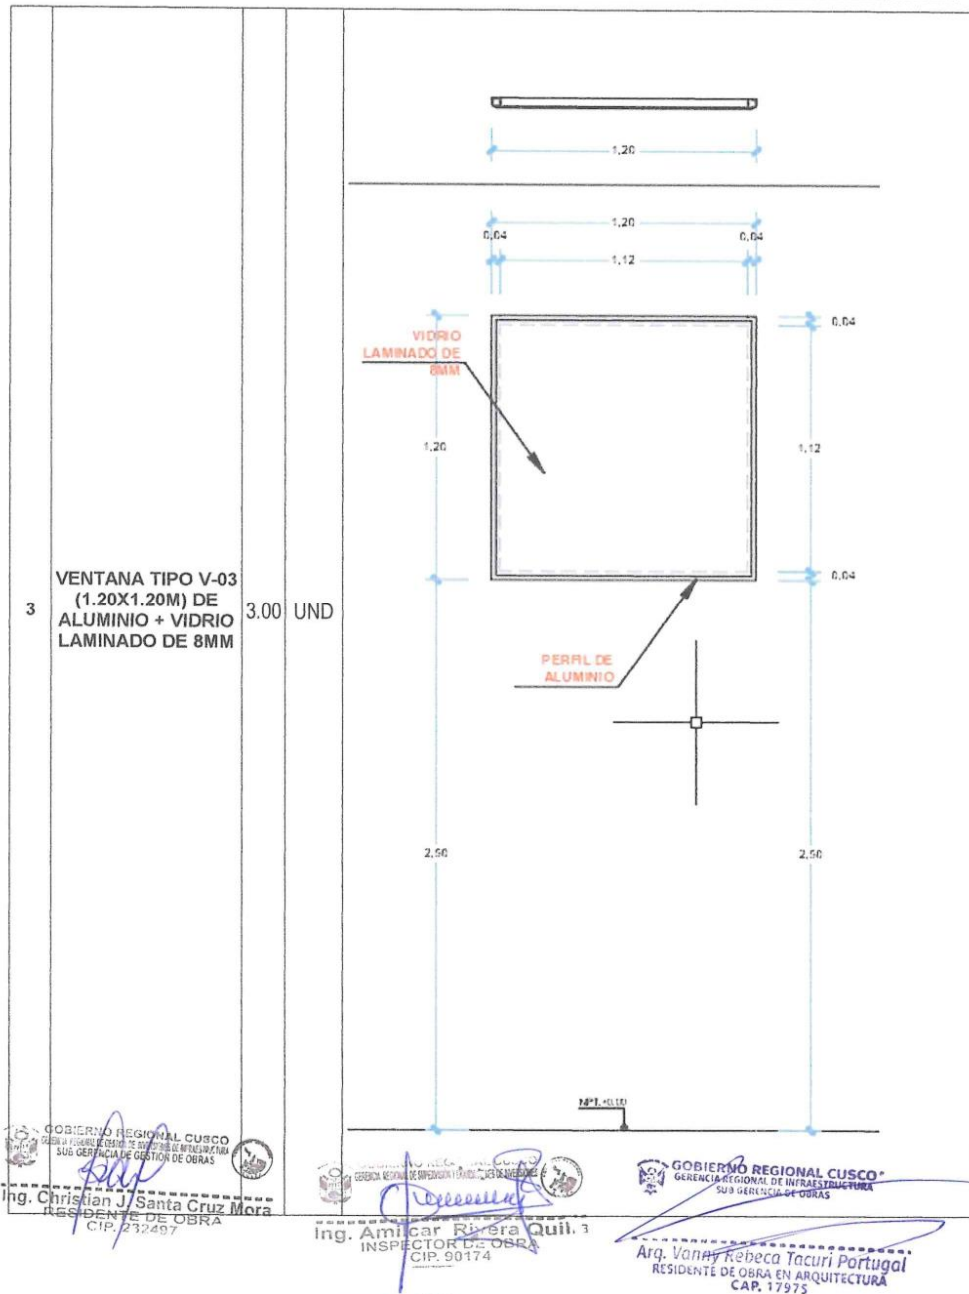 1,20
1,20
0,04
0,04
1,12
0,04
VIDRIO
LAMINADO DE
8MM
1,20
1,12
0,04
3
VENTANA TIPO V-03
(1.20X1.20M) DE
ALUMINIO + VIDRIO
LAMINADO DE 8MM
3.00
UND
PERFIL DE
ALUMINIO
2,50
2,50
NPT. +0.00
GOBIERNO REGIONAL CUSCO
SUB GERENCIA DE GESTIÓN DE OBRAS
Ing. Christian J. Santa Cruz Mora
RESIDENTE DE OBRA
CIP. 232497
Ing. Amilcar Rivera Quil.
3
INSPECTOR DE OBRA
CIP. 90174
GOBIERNO REGIONAL CUSCO
GERENCIA REGIONAL DE INFRAESTRUCTURA
SUB GERENCIA DE OBRAS
Arq. Vanny Rebeca Tacuri Portugal
RESIDENTE DE OBRA EN ARQUITECTURA
CAP. 17975